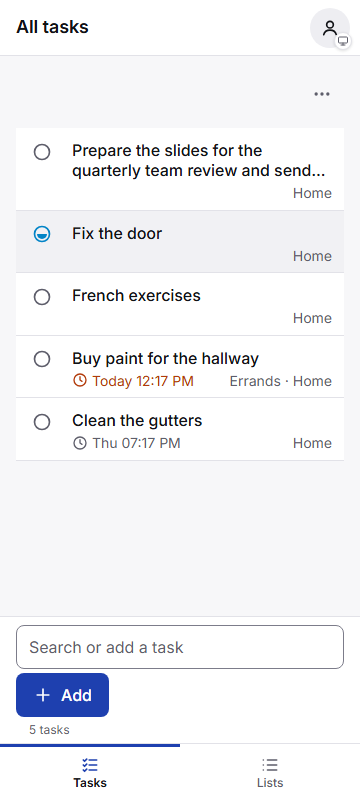 All tasks
Prepare the slides for the
quarterly team review and send...
Home
Fix the door
Home
French exercises
Home
Buy paint for the hallway
Today 12:17 PM Errands · Home
Clean the gutters
Thu 07:17 PM Home
Search or add a task
Add
5 tasks
Tasks Lists